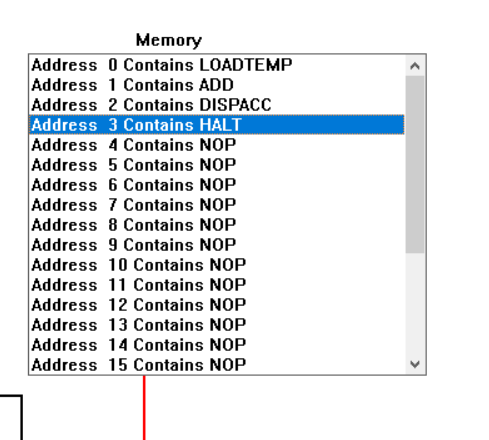 Memory
Address 0 Contains LOADTEMP
Address 1 Contains ADD
Address 2 Contains DISPACC
Address 3 Contains HALT
Address 4 Contains NOP
Address 5 Contains NOP
Address 6 Contains NOP
Address 7 Contains NOP
Address 8 Contains NOP
Address 9 Contains NOP
Address 10 Contains NOP
Address 11 Contains NOP
Address 12 Contains NOP
Address 13 Contains NOP
Address 14 Contains NOP
Address 15 Contains NOP